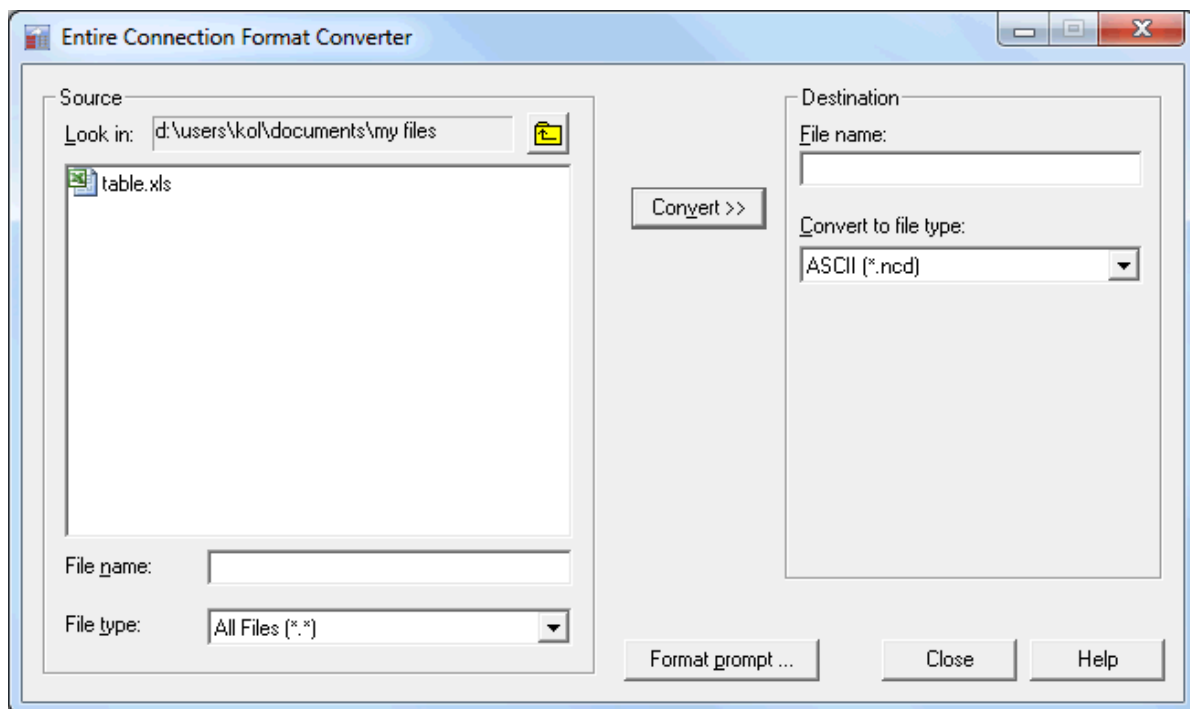 Entire Connection Format Converter
Source
Look in: d:\users\kol\documents\my files
table.xls
File name:
File type: All Files (*.*)
Convert >>
Destination
File name:
Convert to file type:
ASCII (*.ncd)
Format prompt ...
Close
Help